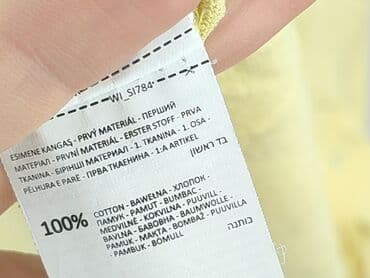 WI_SI784
ESIMENE KANGAS - PRVÝ MATERIÁL - ПЕРШИЙ
МАТЕРІАЛ - PRVNÍ MATERIÁL - ERSTER STOFF - PRVA
TKANINA - БІРІНШІ МАТЕРИАЛ - 1. TKANINA - 1. OSA -
PĚLHURA E PARË - ПРВА ТКАЕНИНА - 1:A ARTIKEL
בד ראשון
100%
COTTON - BAWEŁNA - ХЛОПОК -
ПАМУК - PAMUT - BUMBAC -
MEDVILNĖ - KOKVILNA - PUUVILL -
BAVLNA - БАВОВНА - BAUMWOLLE -
PAMUK - МАКТА - BOMBAŽ - PUUVILLA
- PAMBUK - BOMULL
כותנה